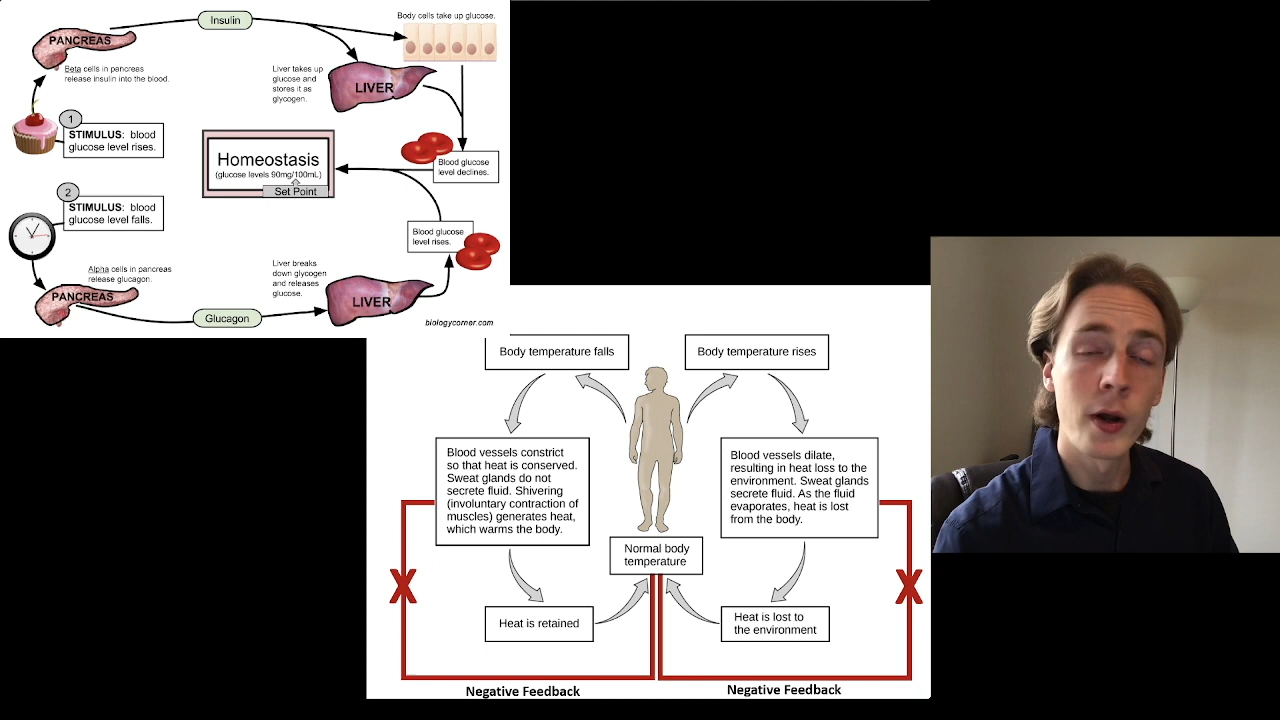 Insulin
Body cells take up glucose.
PANCREAS
Beta cells in pancreas
release insulin into the blood.
Liver takes up
glucose and
stores it as
glycogen.
LIVER
1
STIMULUS: blood
glucose level rises.
Homeostasis
(glucose levels 90mg/100mL)
Set Point
Blood glucose
level declines.
2
STIMULUS: blood
glucose level falls.
Blood glucose
level rises.
Alpha cells in pancreas
release glucagon.
PANCREAS
Liver breaks
down glycogen
and releases
glucose.
LIVER
Glucagon
biologycorner.com
Body temperature falls
Body temperature rises
Blood vessels constrict
so that heat is conserved.
Sweat glands do not
secrete fluid. Shivering
(involuntary contraction of
muscles) generates heat,
which warms the body.
Blood vessels dilate,
resulting in heat loss to the
environment. Sweat glands
secrete fluid. As the fluid
evaporates, heat is lost
from the body.
Normal body
temperature
X
X
Heat is retained
Heat is lost to
the environment
Negative Feedback
Negative Feedback